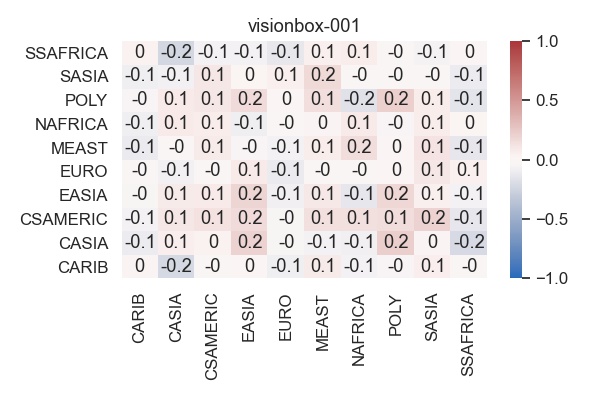 visionbox-001
SSAFRICA 0 -0.2 -0.1 -0.1 -0.1 0.1 0.1 -0 -0.1 0
SASIA -0.1 -0.1 0.1 0 0.1 0.2 -0 -0 -0 -0.1
POLY -0 0.1 0.1 0.2 0 0.1 -0.2 0.2 0.1 -0.1
NAFRICA -0.1 0.1 0.1 -0.1 -0 0 0.1 -0 0.1 0
MEAST -0.1 -0 0.1 -0 -0.1 0.1 0.2 0 0.1 -0.1
EURO -0 -0.1 -0 0.1 -0.1 -0 -0 0 0.1 0.1
EASIA -0 0.1 0.1 0.2 -0.1 0.1 -0.1 0.2 0.1 -0.1
CSAMERIC -0.1 0.1 0.1 0.2 -0 0.1 0.1 0.1 0.2 -0.1
CASIA -0.1 0.1 0 0.2 -0 -0.1 -0.1 0.2 0 -0.2
CARIB 0 -0.2 -0 0 -0.1 0.1 -0.1 -0 0.1 -0
CARIB CASIA CSAMERIC EASIA EURO MEAST NAFRICA POLY SASIA SSAFRICA
1.0
0.5
0.0
−0.5
−1.0